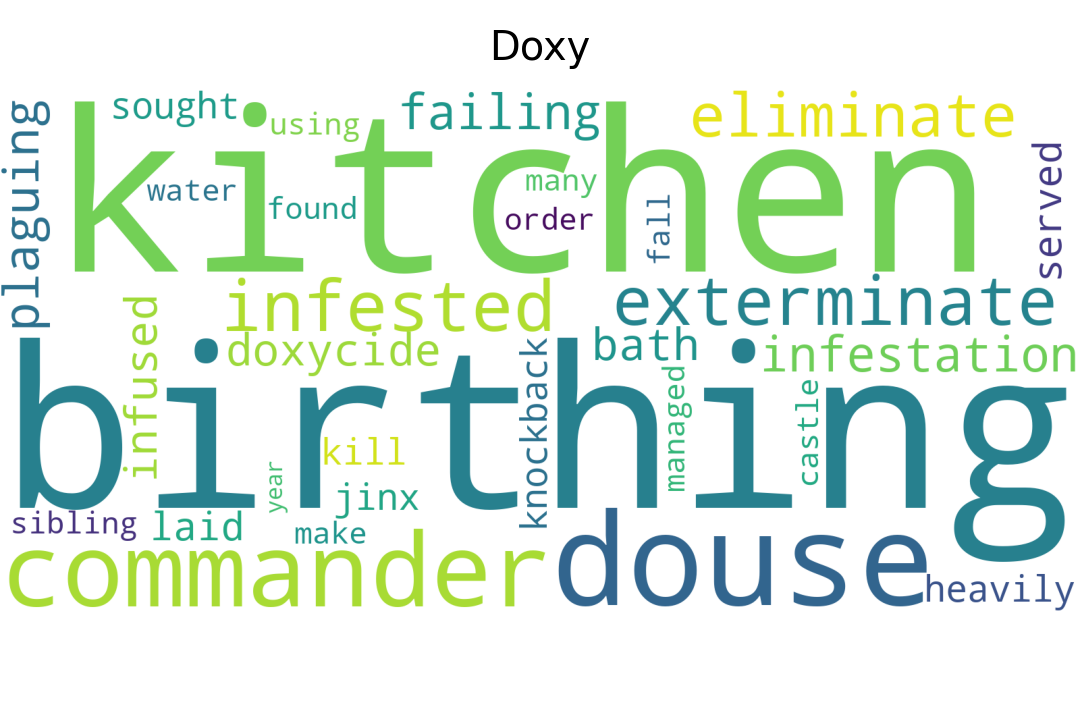 Doxy
sought
using
failing
eliminate
plaguing
kitchen
water
found
many
order
fall
served
infused
infested
exterminate
doxycide
knockback
bath
infestation
birthing
managed
castle
kill
year
jinx
sibling
laid
make
commander
douse
heavily